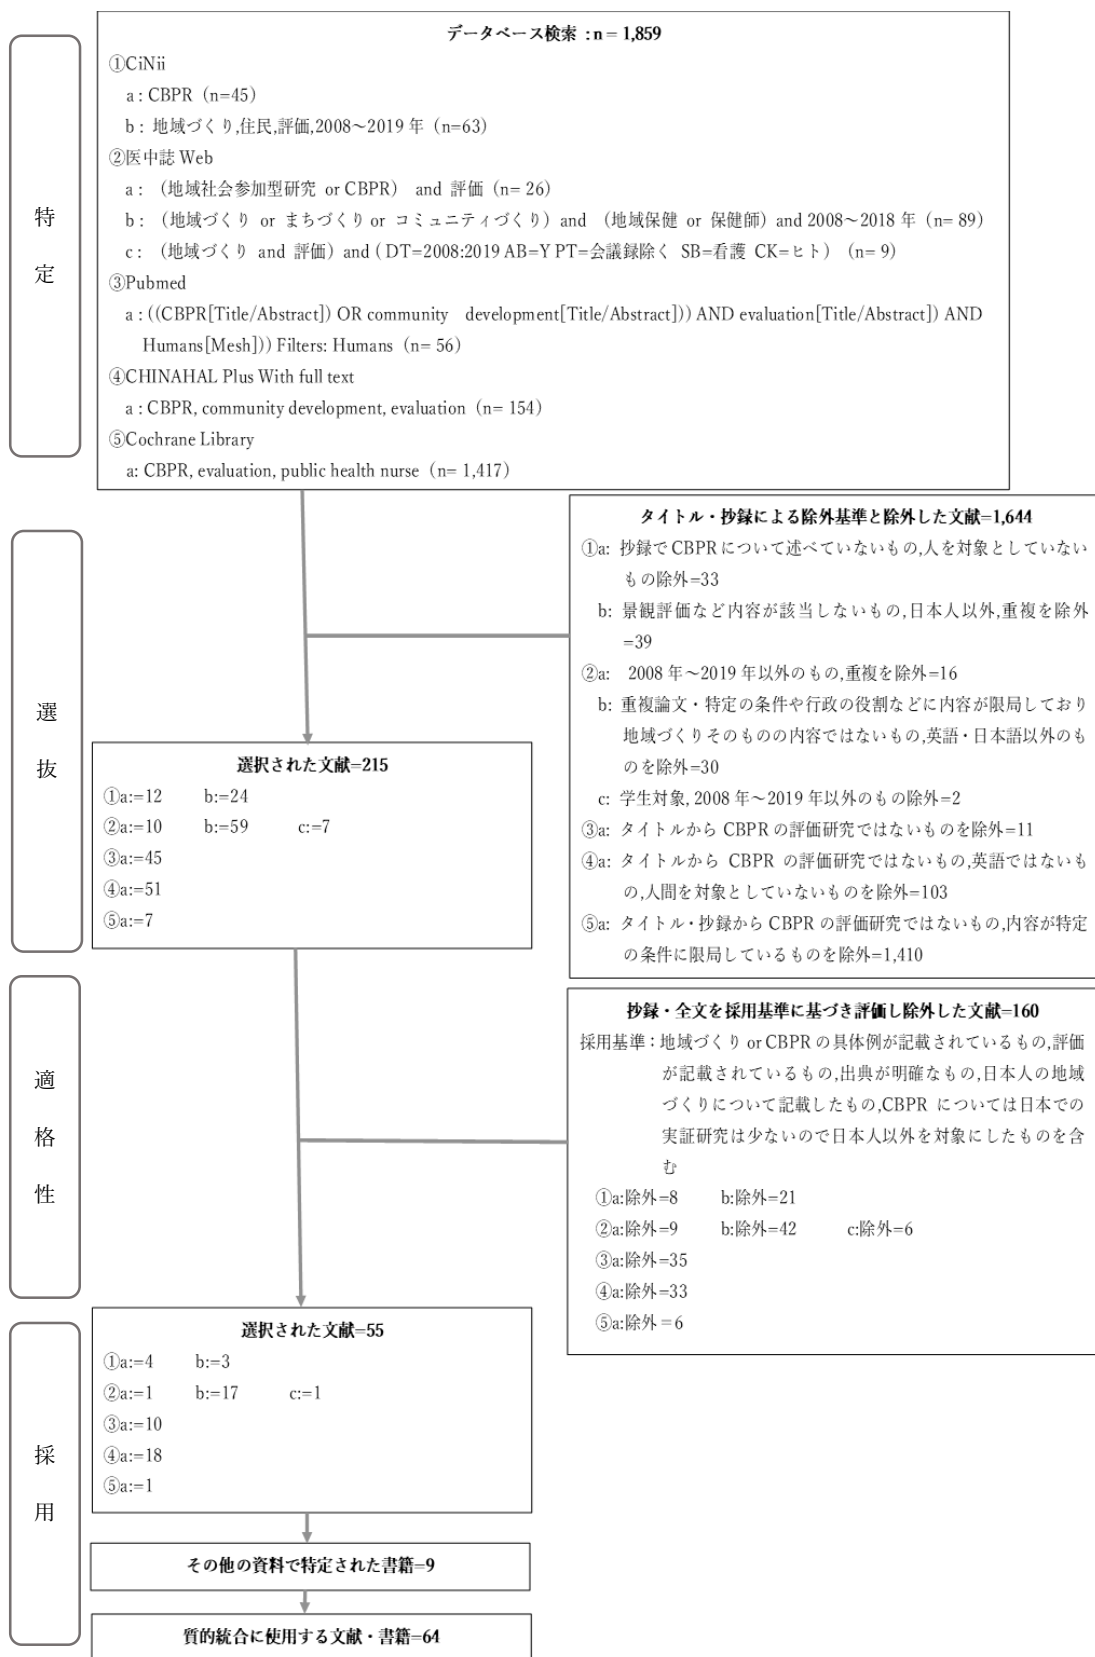 特定
データベース検索 :n = 1,859
①CiNii
a : CBPR（n=45）
b : 地域づくり,住民,評価,2008～2019 年（n=63）
②医中誌 Web
a : （地域社会参加型研究 or CBPR） and 評価（n= 26）
b : （地域づくり or まちづくり or コミュニティづくり）and （地域保健 or 保健師）and 2008～2018 年（n= 89）
c : （地域づくり and 評価）and ( DT=2008:2019 AB=Y PT=会議録除く SB=看護 CK=ヒト）（n= 9）
③Pubmed
a : ((CBPR[Title/Abstract]) OR community development[Title/Abstract])) AND evaluation[Title/Abstract]) AND
Humans[Mesh])) Filters: Humans（n= 56）
④CHINAHAL Plus With full text
a : CBPR, community development, evaluation（n= 154）
⑤Cochrane Library
a: CBPR, evaluation, public health nurse（n= 1,417）
選抜
タイトル・抄録による除外基準と除外した文献=1,644
①a: 抄録で CBPR について述べていないもの,人を対象としていない
もの除外=33
b: 景観評価など内容が該当しないもの,日本人以外,重複を除外
=39
②a: 2008 年～2019 年以外のもの,重複を除外=16
b: 重複論文・特定の条件や行政の役割などに内容が限局しており
地域づくりそのものの内容ではないもの,英語・日本語以外のも
のを除外=30
c: 学生対象, 2008 年～2019 年以外のもの除外=2
③a: タイトルから CBPR の評価研究ではないものを除外=11
④a: タイトルから CBPR の評価研究ではないもの,英語ではないも
の,人間を対象としていないものを除外=103
⑤a: タイトル・抄録から CBPR の評価研究ではないもの,内容が特定
の条件に限局しているものを除外=1,410
選択された文献=215
①a:=12 b:=24
②a:=10 b:=59 c:=7
③a:=45
④a:=51
⑤a:=7
適格性
抄録・全文を採用基準に基づき評価し除外した文献=160
採用基準：地域づくり or CBPR の具体例が記載されているもの,評価
が記載されているもの,出典が明確なもの,日本人の地域
づくりについて記載したもの,CBPR については日本での
実証研究は少ないので日本人以外を対象にしたものを含
む
①a:除外=8 b:除外=21
②a:除外=9 b:除外=42 c:除外=6
③a:除外=35
④a:除外=33
⑤a:除外 =6
採用
選択された文献=55
①a:=4 b:=3
②a:=1 b:=17 c:=1
③a:=10
④a:=18
⑤a:=1
その他の資料で特定された書籍=9
質的統合に使用する文献・書籍=64